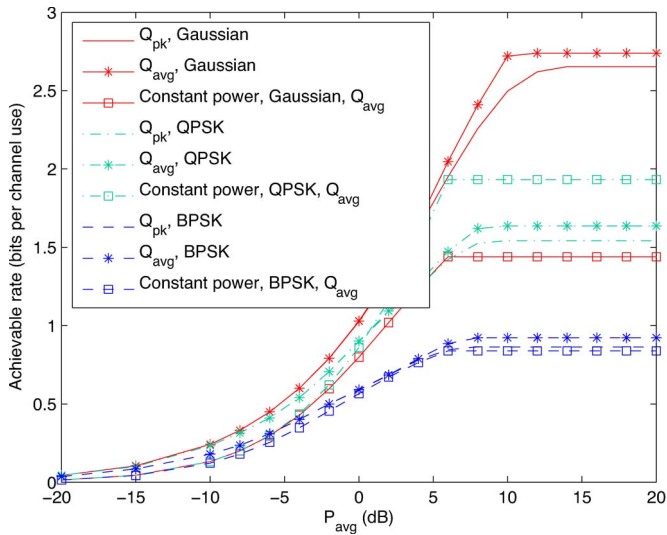 3
2.5
2
1.5
1
0.5
0
−20
−15
−10
−5
0
5
10
15
20
P_avg (dB)
Achievable rate (bits per channel use)
Q_pk, Gaussian
Q_avg, Gaussian
Constant power, Gaussian, Q_avg
Q_pk, QPSK
Q_avg, QPSK
Constant power, QPSK, Q_avg
Q_pk, BPSK
Q_avg, BPSK
Constant power, BPSK, Q_avg